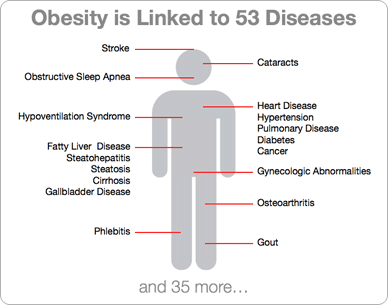 Obesity is Linked to 53 Diseases
Stroke
Cataracts
Obstructive Sleep Apnea
Hypoventilation Syndrome
Heart Disease
Hypertension
Pulmonary Disease
Diabetes
Cancer
Fatty Liver Disease
Steatohepatitis
Steatosis
Cirrhosis
Gallbladder Disease
Gynecologic Abnormalities
Osteoarthritis
Phlebitis
Gout
and 35 more...